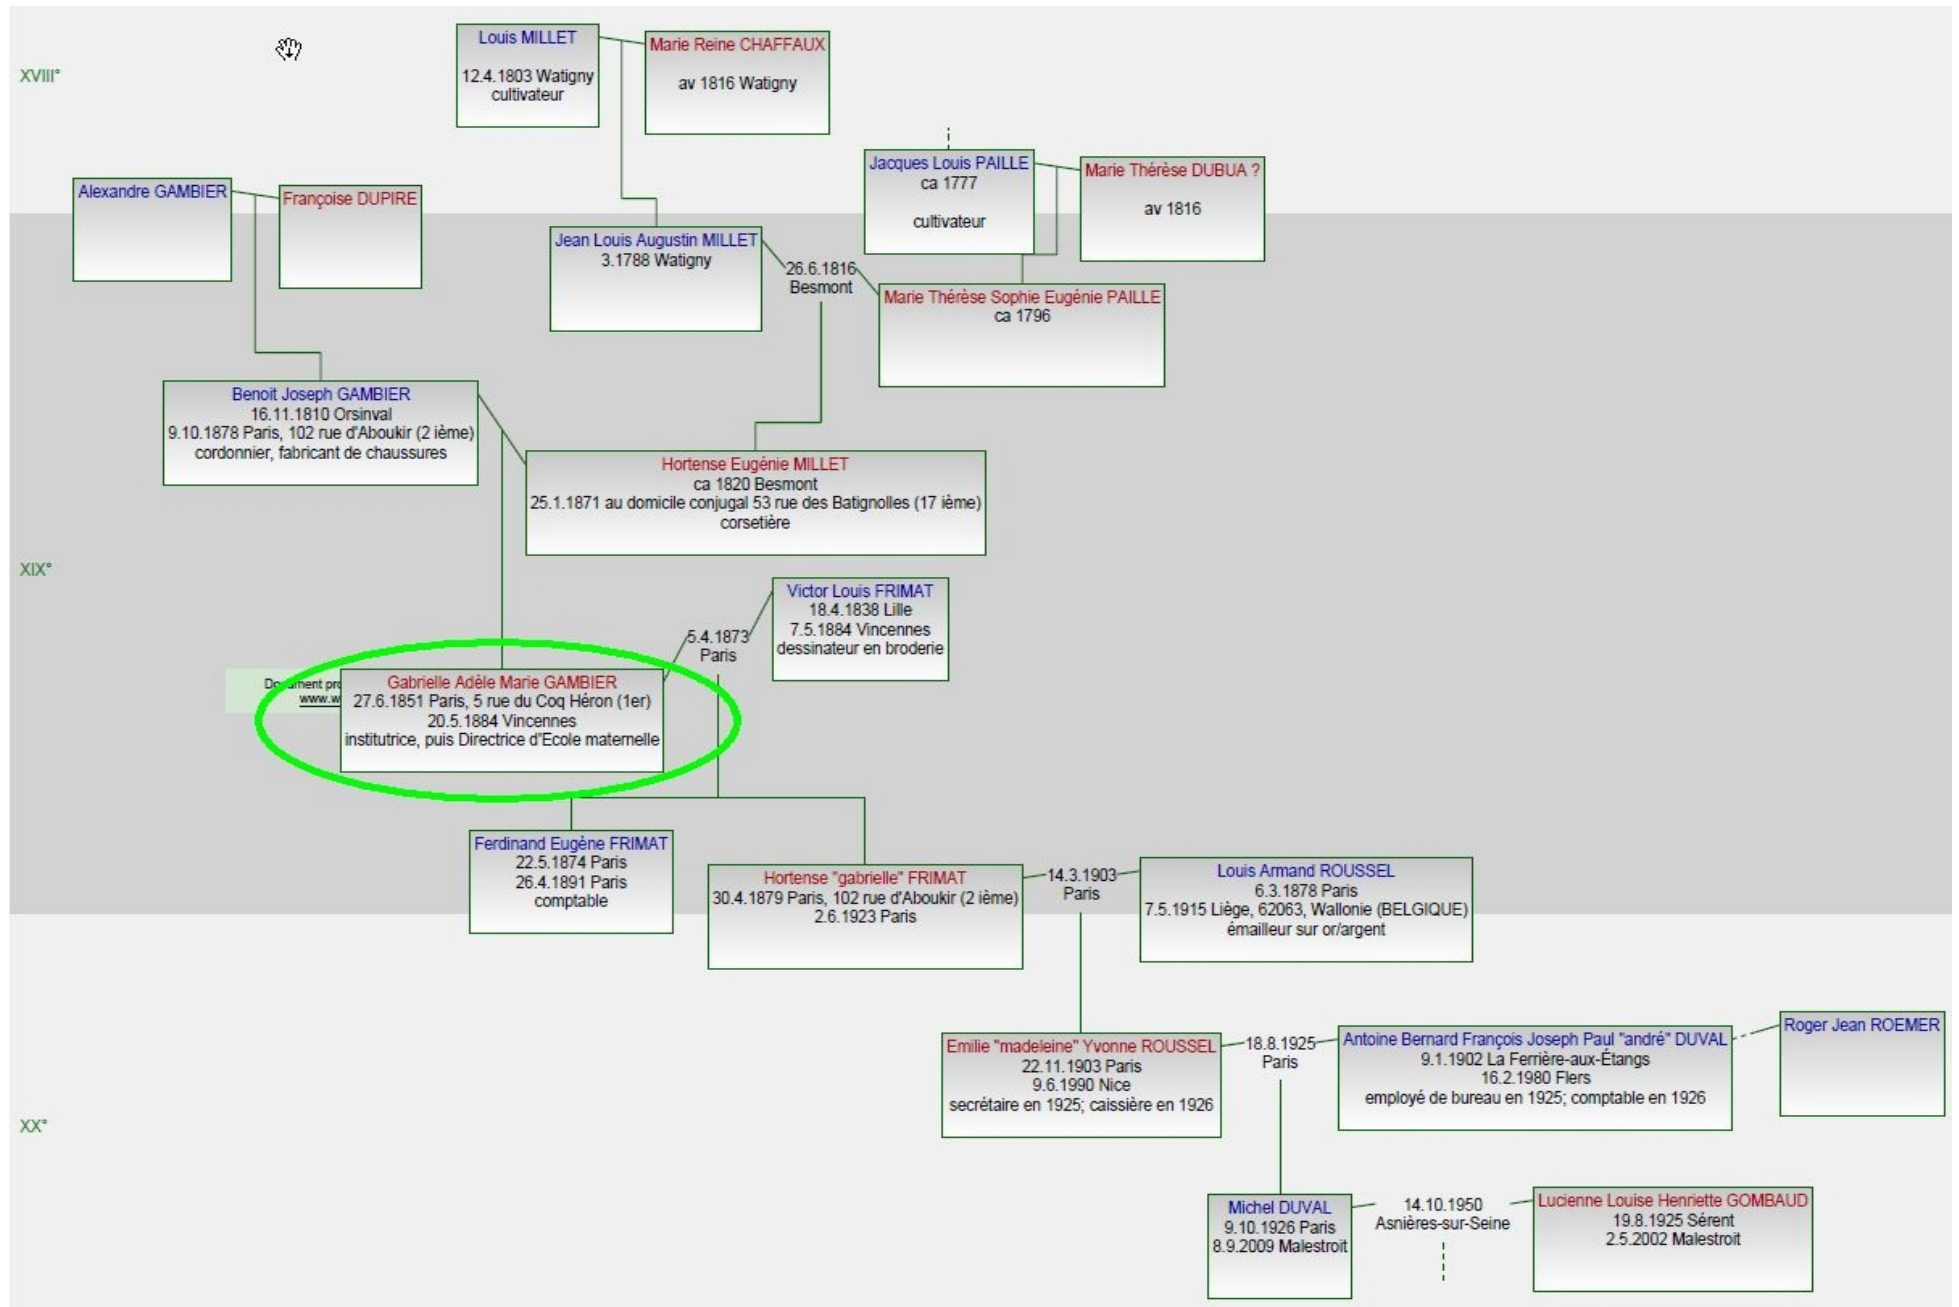 XVIII°
Louis MILLET
12.4.1803 Watigny
cultivateur
Marie Reine CHAFFAUX
av 1816 Watigny
Jacques Louis PAILLE
ca 1777
cultivateur
Marie Thérèse DUBUA ?
av 1816
Alexandre GAMBIER
Françoise DUPIRE
Jean Louis Augustin MILLET
3.1788 Watigny
26.6.1816
Besmont
Marie Thérèse Sophie Eugénie PAILLE
ca 1796
Benoit Joseph GAMBIER
16.11.1810 Orsinval
9.10.1878 Paris, 102 rue d'Aboukir (2 ième)
cordonnier, fabricant de chaussures
Hortense Eugénie MILLET
ca 1820 Besmont
25.1.1871 au domicile conjugal 53 rue des Batignolles (17 ième)
corsetière
XIX°
Victor Louis FRIMAT
18.4.1838 Lille
7.5.1884 Vincennes
dessinateur en broderie
5.4.1873
Paris
Document pro
www.w
Gabrielle Adèle Marie GAMBIER
27.6.1851 Paris, 5 rue du Coq Héron (1er)
20.5.1884 Vincennes
institutrice, puis Directrice d'Ecole maternelle
Ferdinand Eugène FRIMAT
22.5.1874 Paris
26.4.1891 Paris
comptable
Hortense "gabrielle" FRIMAT
30.4.1879 Paris, 102 rue d'Aboukir (2 ième)
2.6.1923 Paris
14.3.1903
Paris
Louis Armand ROUSSEL
6.3.1878 Paris
7.5.1915 Liège, 62063, Wallonie (BELGIQUE)
émailleur sur or/argent
XX°
Emilie "madeleine" Yvonne ROUSSEL
22.11.1903 Paris
9.6.1990 Nice
secrétaire en 1925; caissière en 1926
18.8.1925
Paris
Antoine Bernard François Joseph Paul "andré" DUVAL
9.1.1902 La Ferrière-aux-Étangs
16.2.1980 Flers
employé de bureau en 1925; comptable en 1926
Roger Jean ROEMER
Michel DUVAL
9.10.1926 Paris
8.9.2009 Malestroit
14.10.1950
Asnières-sur-Seine
Lucienne Louise Henriette GOMBAUD
19.8.1925 Sérent
2.5.2002 Malestroit